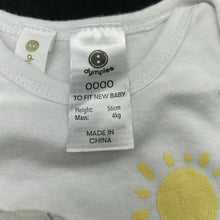 dymples
0000
TO FIT NEW BABY
Height: 56cm
Mass: 4kg
MADE IN
CHINA